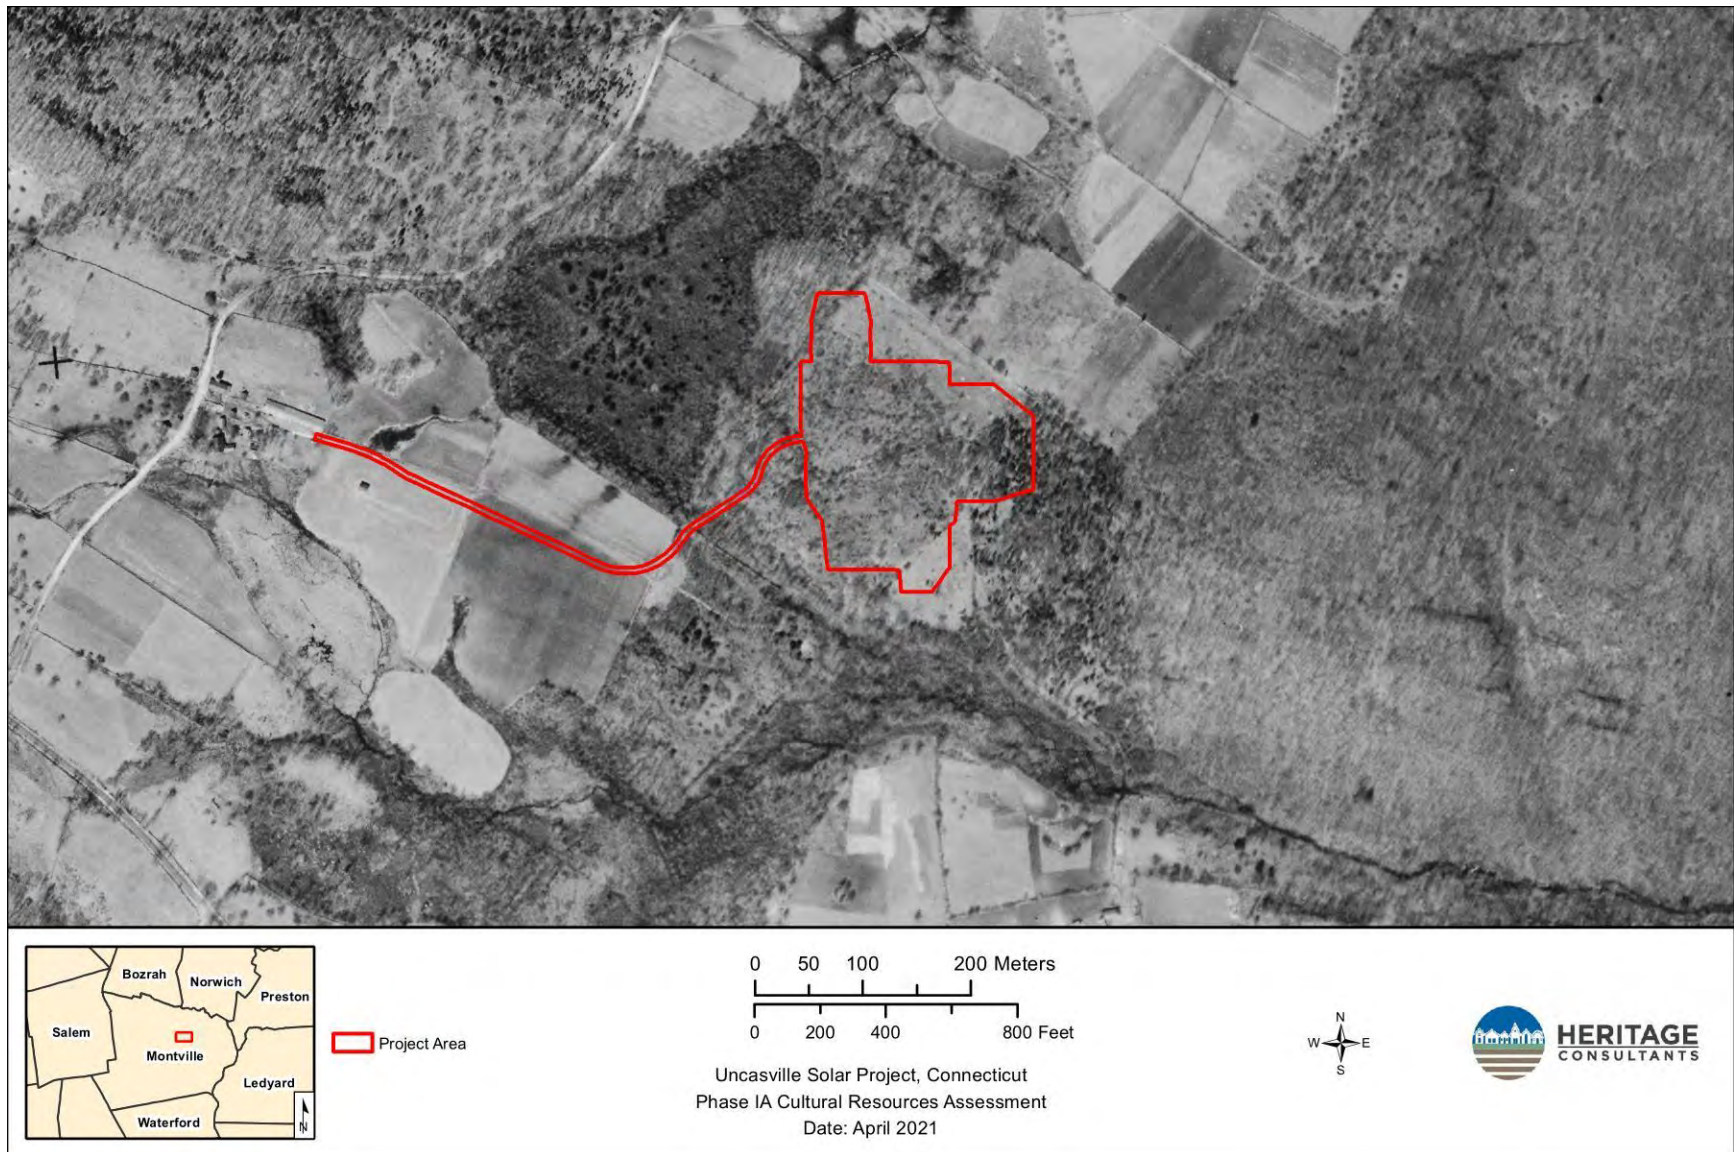 Bozrah
Norwich
Preston
Salem
Montville
Ledyard
Waterford
N
Project Area
0 50 100 200 Meters
0 200 400 800 Feet
Uncasville Solar Project, Connecticut
Phase IA Cultural Resources Assessment
Date: April 2021
N
W E
S
HERITAGE
CONSULTANTS